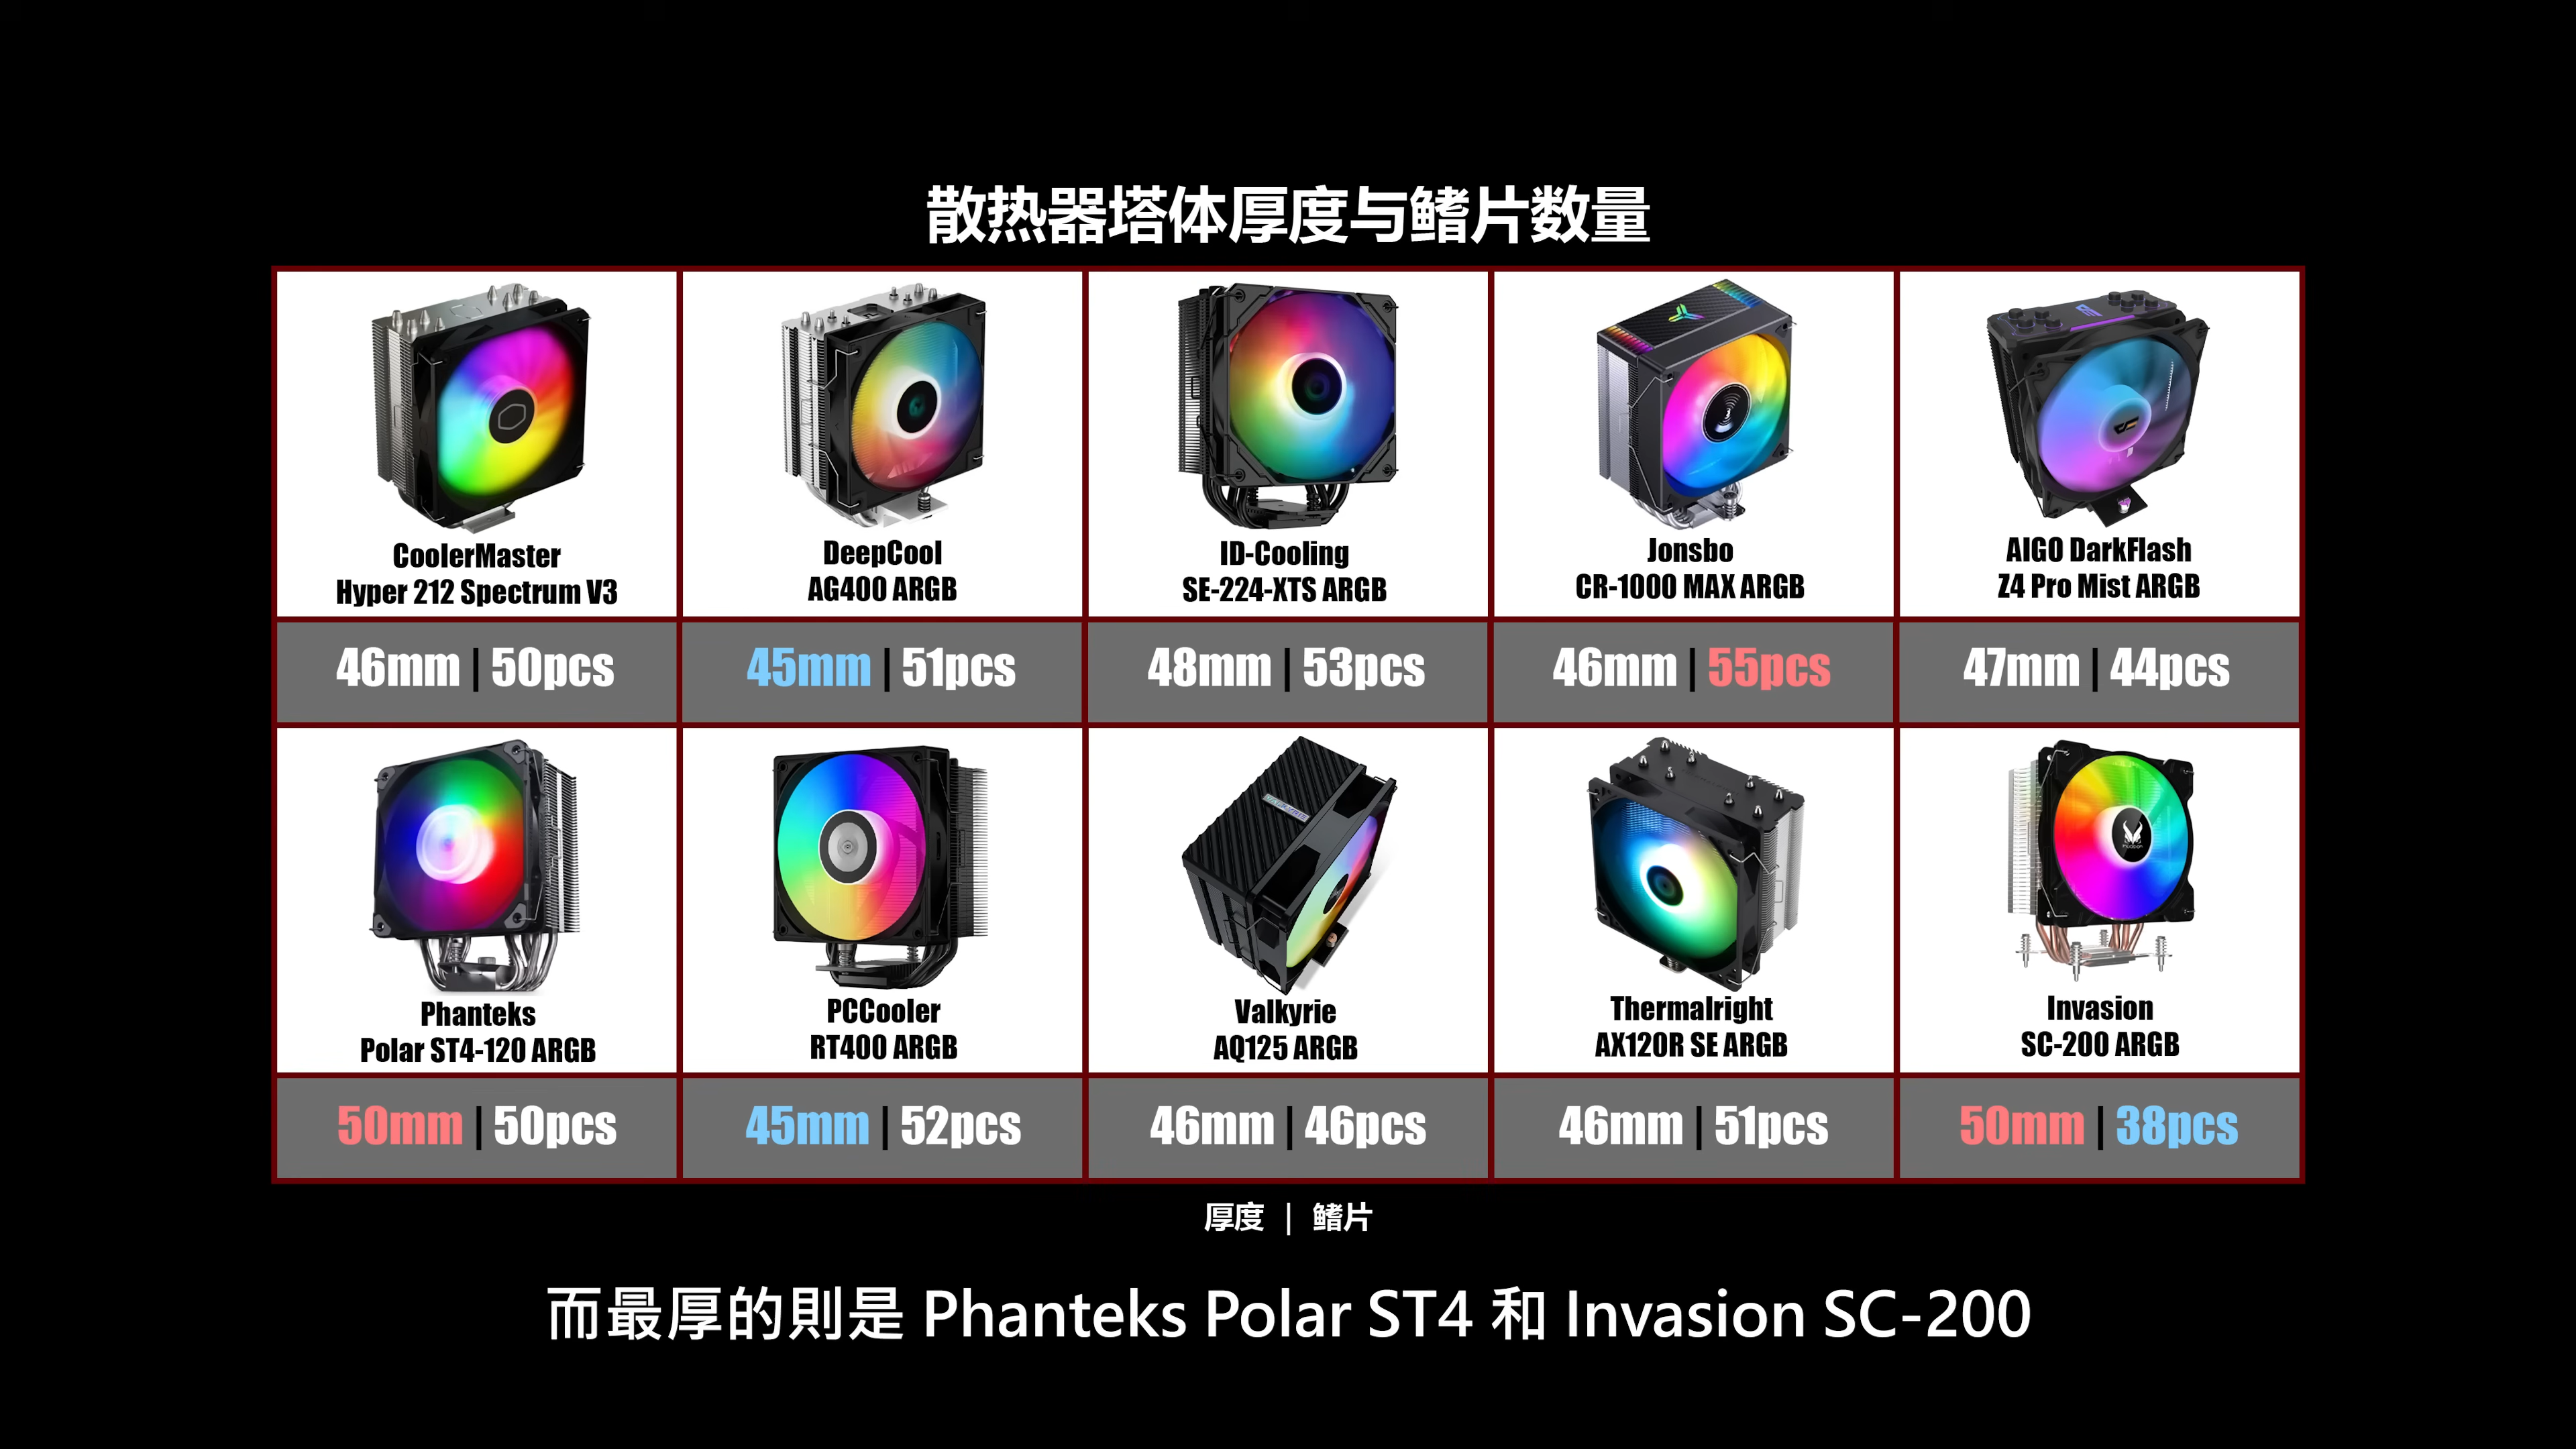 散热器塔体厚度与鳍片数量
CoolerMaster
Hyper 212 Spectrum V3
DeepCool
AG400 ARGB
ID-Cooling
SE-224-XTS ARGB
Jonsbo
CR-1000 MAX ARGB
AIGO DarkFlash
Z4 Pro Mist ARGB
46mm | 50pcs
45mm | 51pcs
48mm | 53pcs
46mm | 55pcs
47mm | 44pcs
Phanteks
Polar ST4-120 ARGB
PCCooler
RT400 ARGB
Valkyrie
AQ125 ARGB
Thermalright
AX120R SE ARGB
Invasion
SC-200 ARGB
50mm | 50pcs
45mm | 52pcs
46mm | 46pcs
46mm | 51pcs
50mm | 38pcs
厚度 | 鳍片
而最厚的則是 Phanteks Polar ST4 和 Invasion SC-200